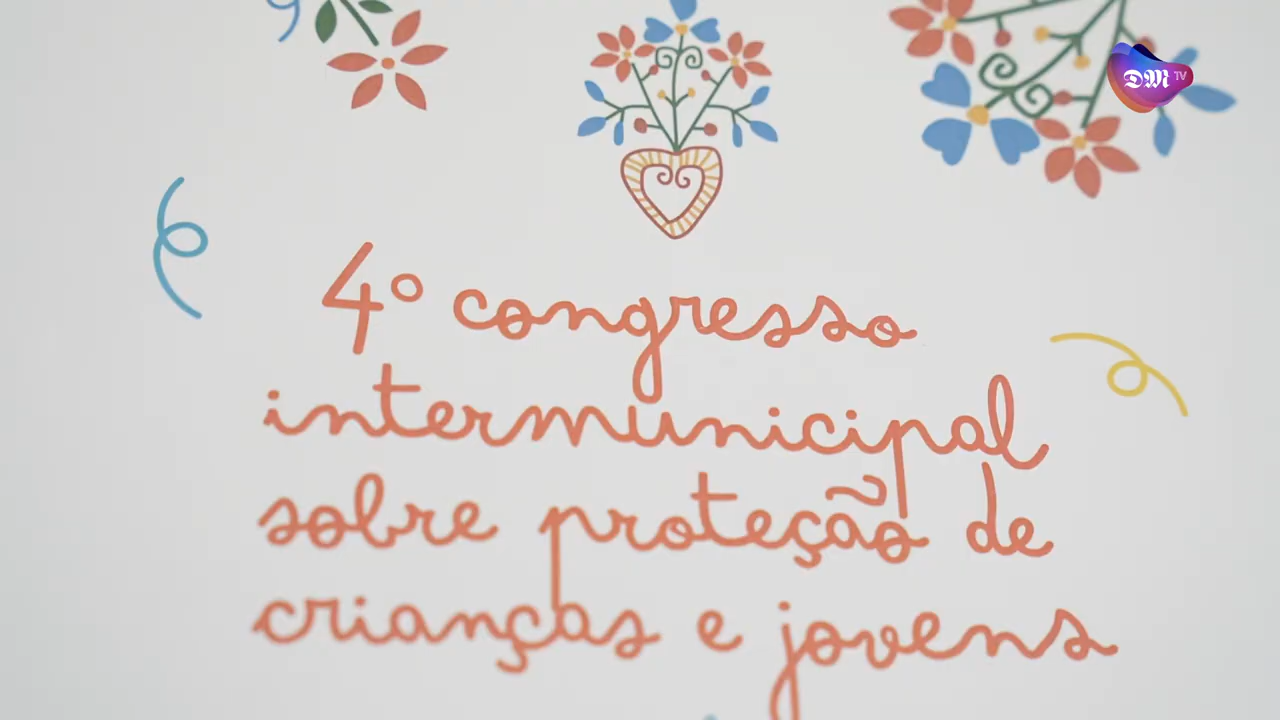 DM TV
4º congresso
intermunicipal
sobre proteção de
crianças e jovens